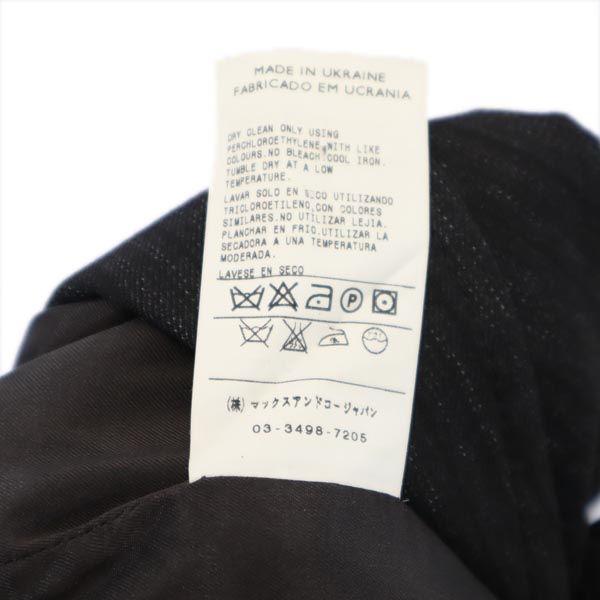 MADE IN UKRAINE
FABRICADO EM UCRANIA
DRY CLEAN ONLY USING
PERCHLOROETHYLENE WITH LIKE
COLOURS.NO BLEACH.COOL IRON.
TUMBLE DRY AT A LOW
TEMPERATURE.
LAVAR SOLO EN SECO UTILIZANDO
TRICLOROETILENO,CON COLORES
SIMILARES.NO UTILIZAR LEJIA.
PLANCHAR EN FRIO.UTILIZAR LA
SECADORA A UNA TEMPERATURA
MODERADA.
LAVESE EN SECO
P
(株) マックスアンドコージャパン
03-3498-7205